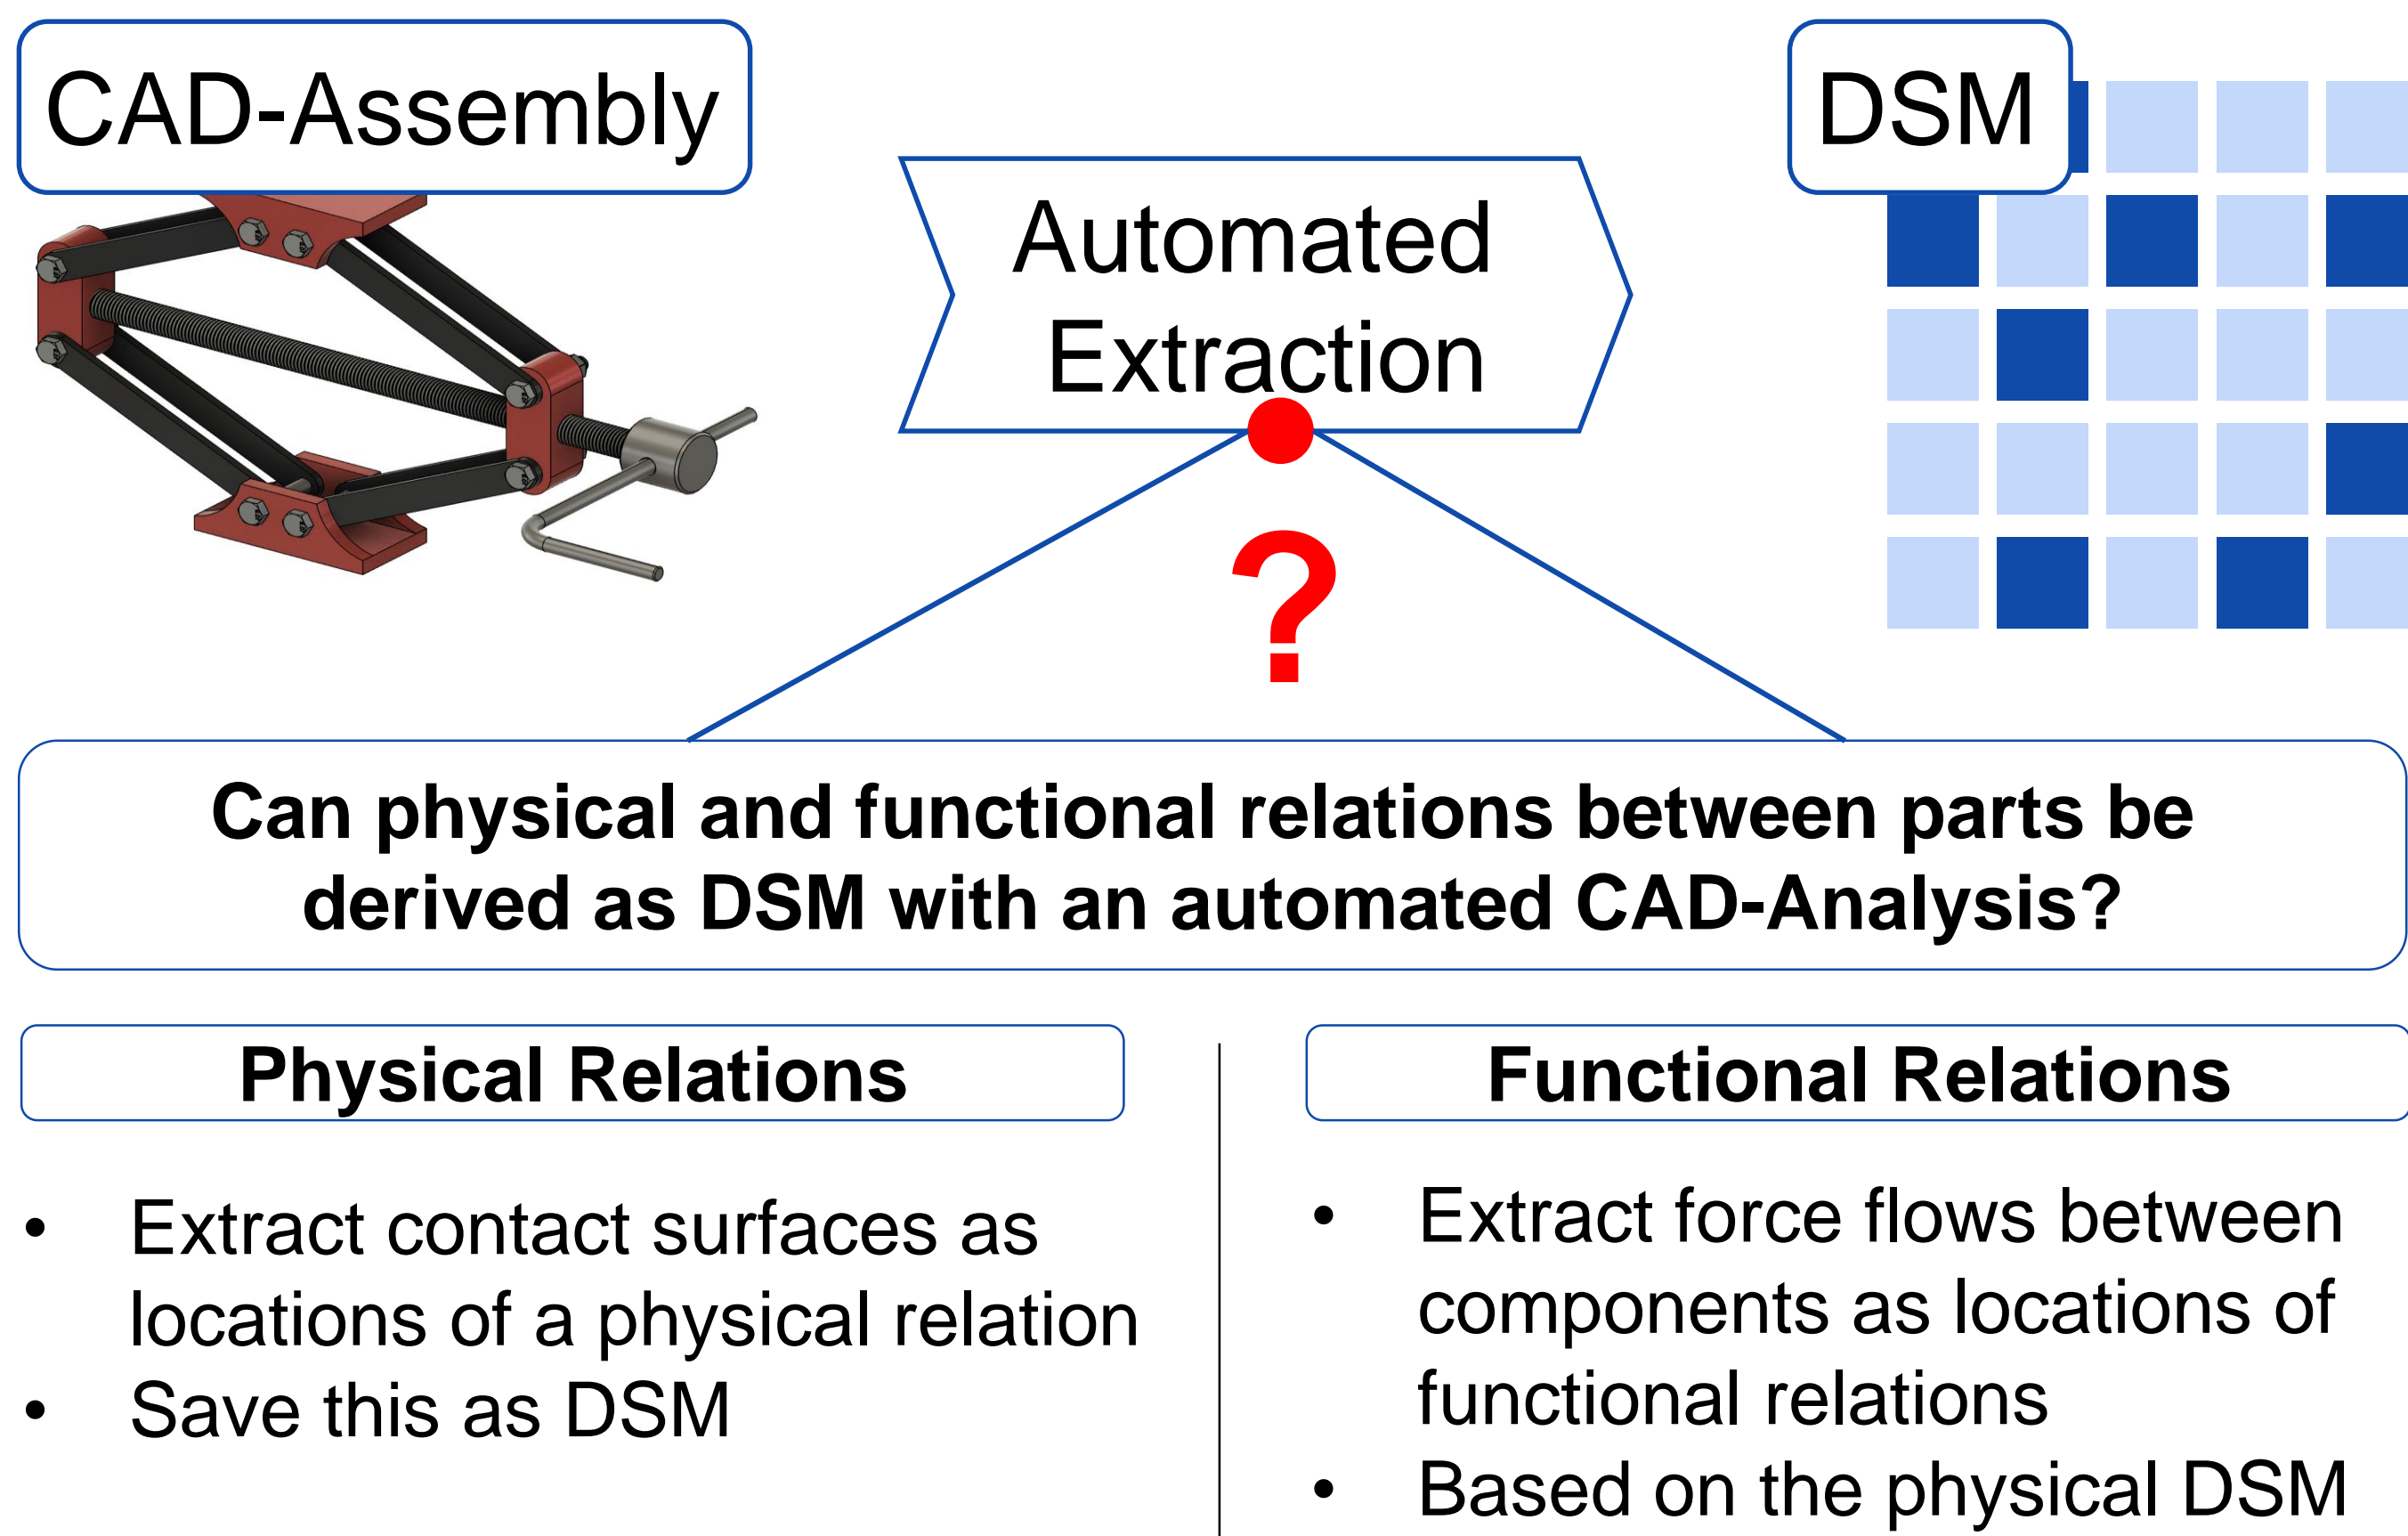 CAD-Assembly
DSM
Automated
Extraction
?
Can physical and functional relations between parts be
derived as DSM with an automated CAD-Analysis?
Physical Relations
• Extract contact surfaces as
locations of a physical relation
• Save this as DSM
Functional Relations
• Extract force flows between
components as locations of
functional relations
• Based on the physical DSM